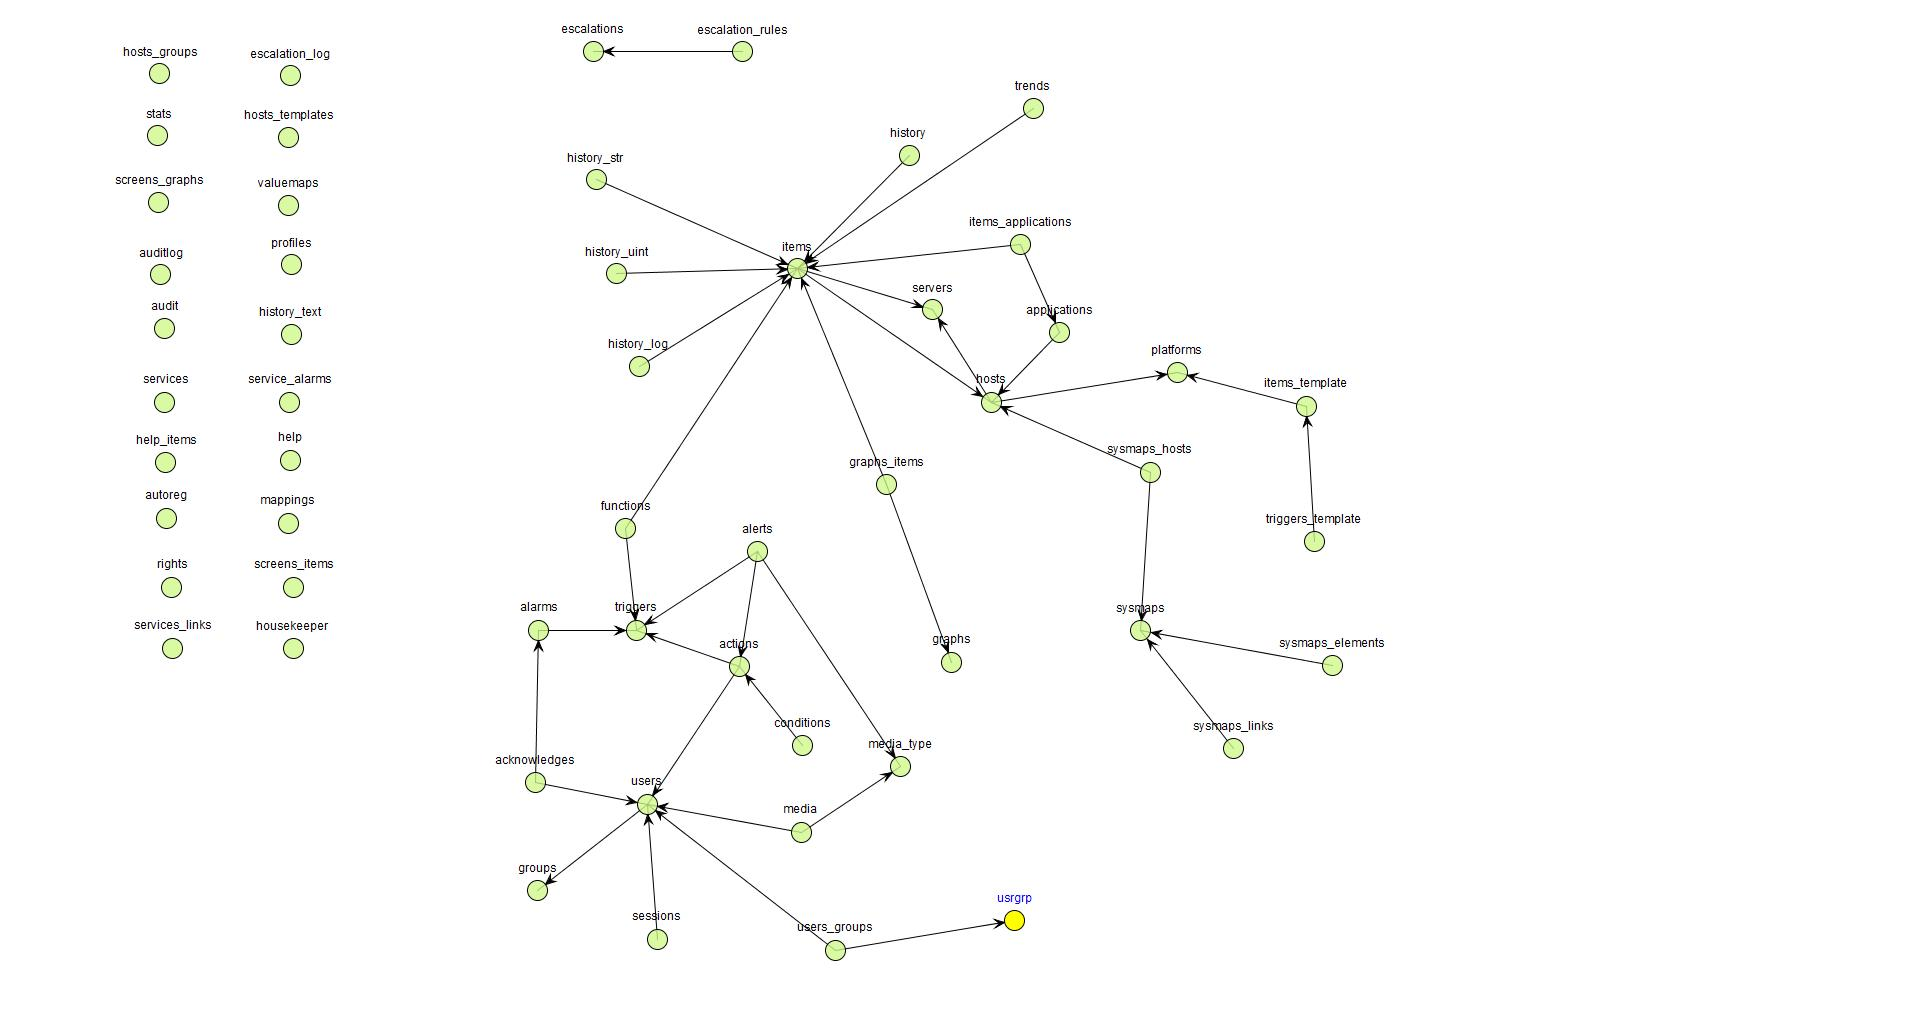 hosts_groups
escalation_log
stats
hosts_templates
screens_graphs
valuemaps
auditlog
profiles
audit
history_text
services
service_alarms
help_items
help
autoreg
mappings
rights
screens_items
services_links
housekeeper
escalations
escalation_rules
trends
history
history_str
items_applications
items
history_uint
servers
applications
history_log
platforms
hosts
items_template
sysmaps_hosts
graphs_items
functions
triggers_template
alerts
alarms
triggers
sysmaps
actions
graphs
sysmaps_elements
conditions
sysmaps_links
media_type
acknowledges
users
media
groups
usrgrp
sessions
users_groups